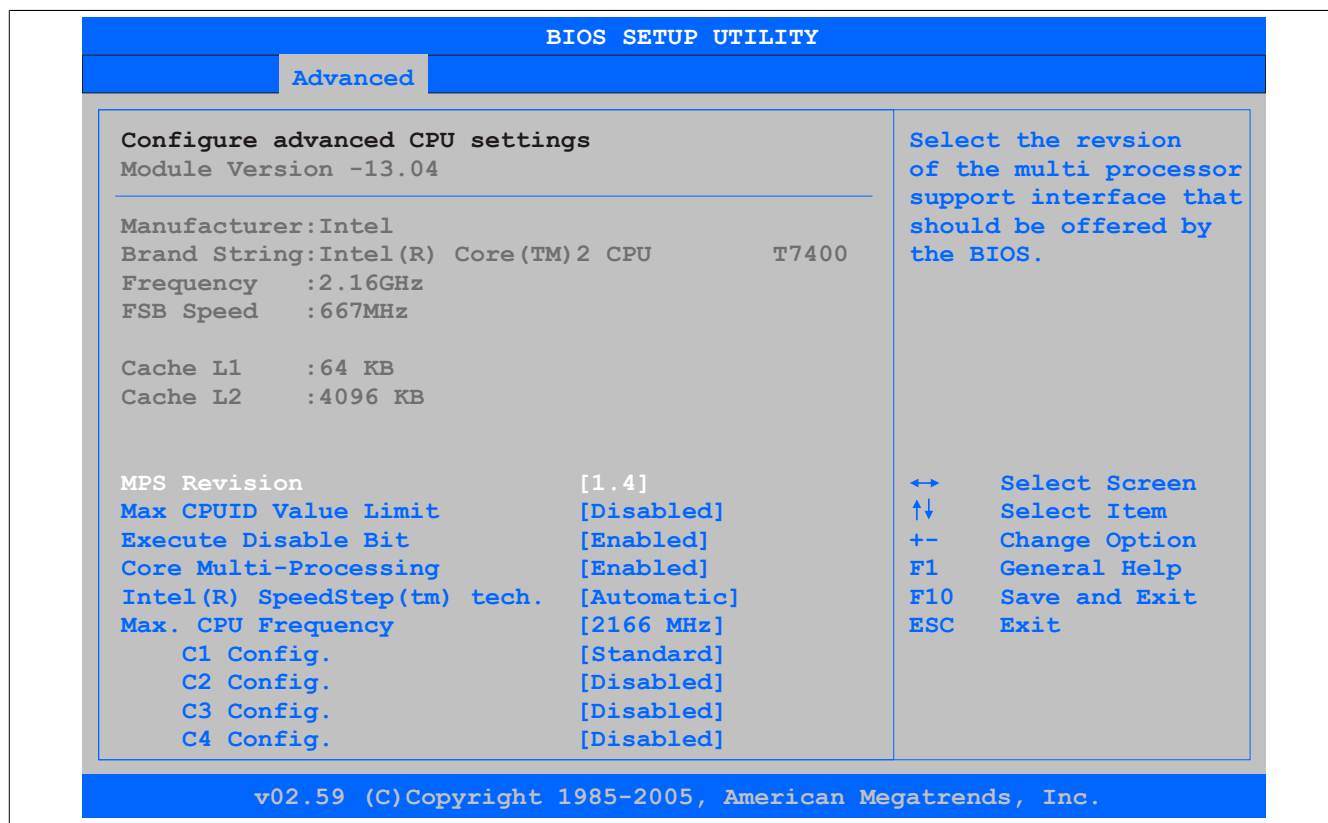 BIOS SETUP UTILITY
Advanced
Configure advanced CPU settings
Module Version -13.04
Manufacturer:Intel
Brand String:Intel(R) Core(TM)2 CPU T7400
Frequency :2.16GHz
FSB Speed :667MHz
Cache L1 :64 KB
Cache L2 :4096 KB
MPS Revision [1.4]
Max CPUID Value Limit [Disabled]
Execute Disable Bit [Enabled]
Core Multi-Processing [Enabled]
Intel(R) SpeedStep(tm) tech. [Automatic]
Max. CPU Frequency [2166 MHz]
C1 Config. [Standard]
C2 Config. [Disabled]
C3 Config. [Disabled]
C4 Config. [Disabled]
Select the revsion
of the multi processor
support interface that
should be offered by
the BIOS.
↔ Select Screen
↑↓ Select Item
+- Change Option
F1 General Help
F10 Save and Exit
ESC Exit
v02.59 (C)Copyright 1985-2005, American Megatrends, Inc.